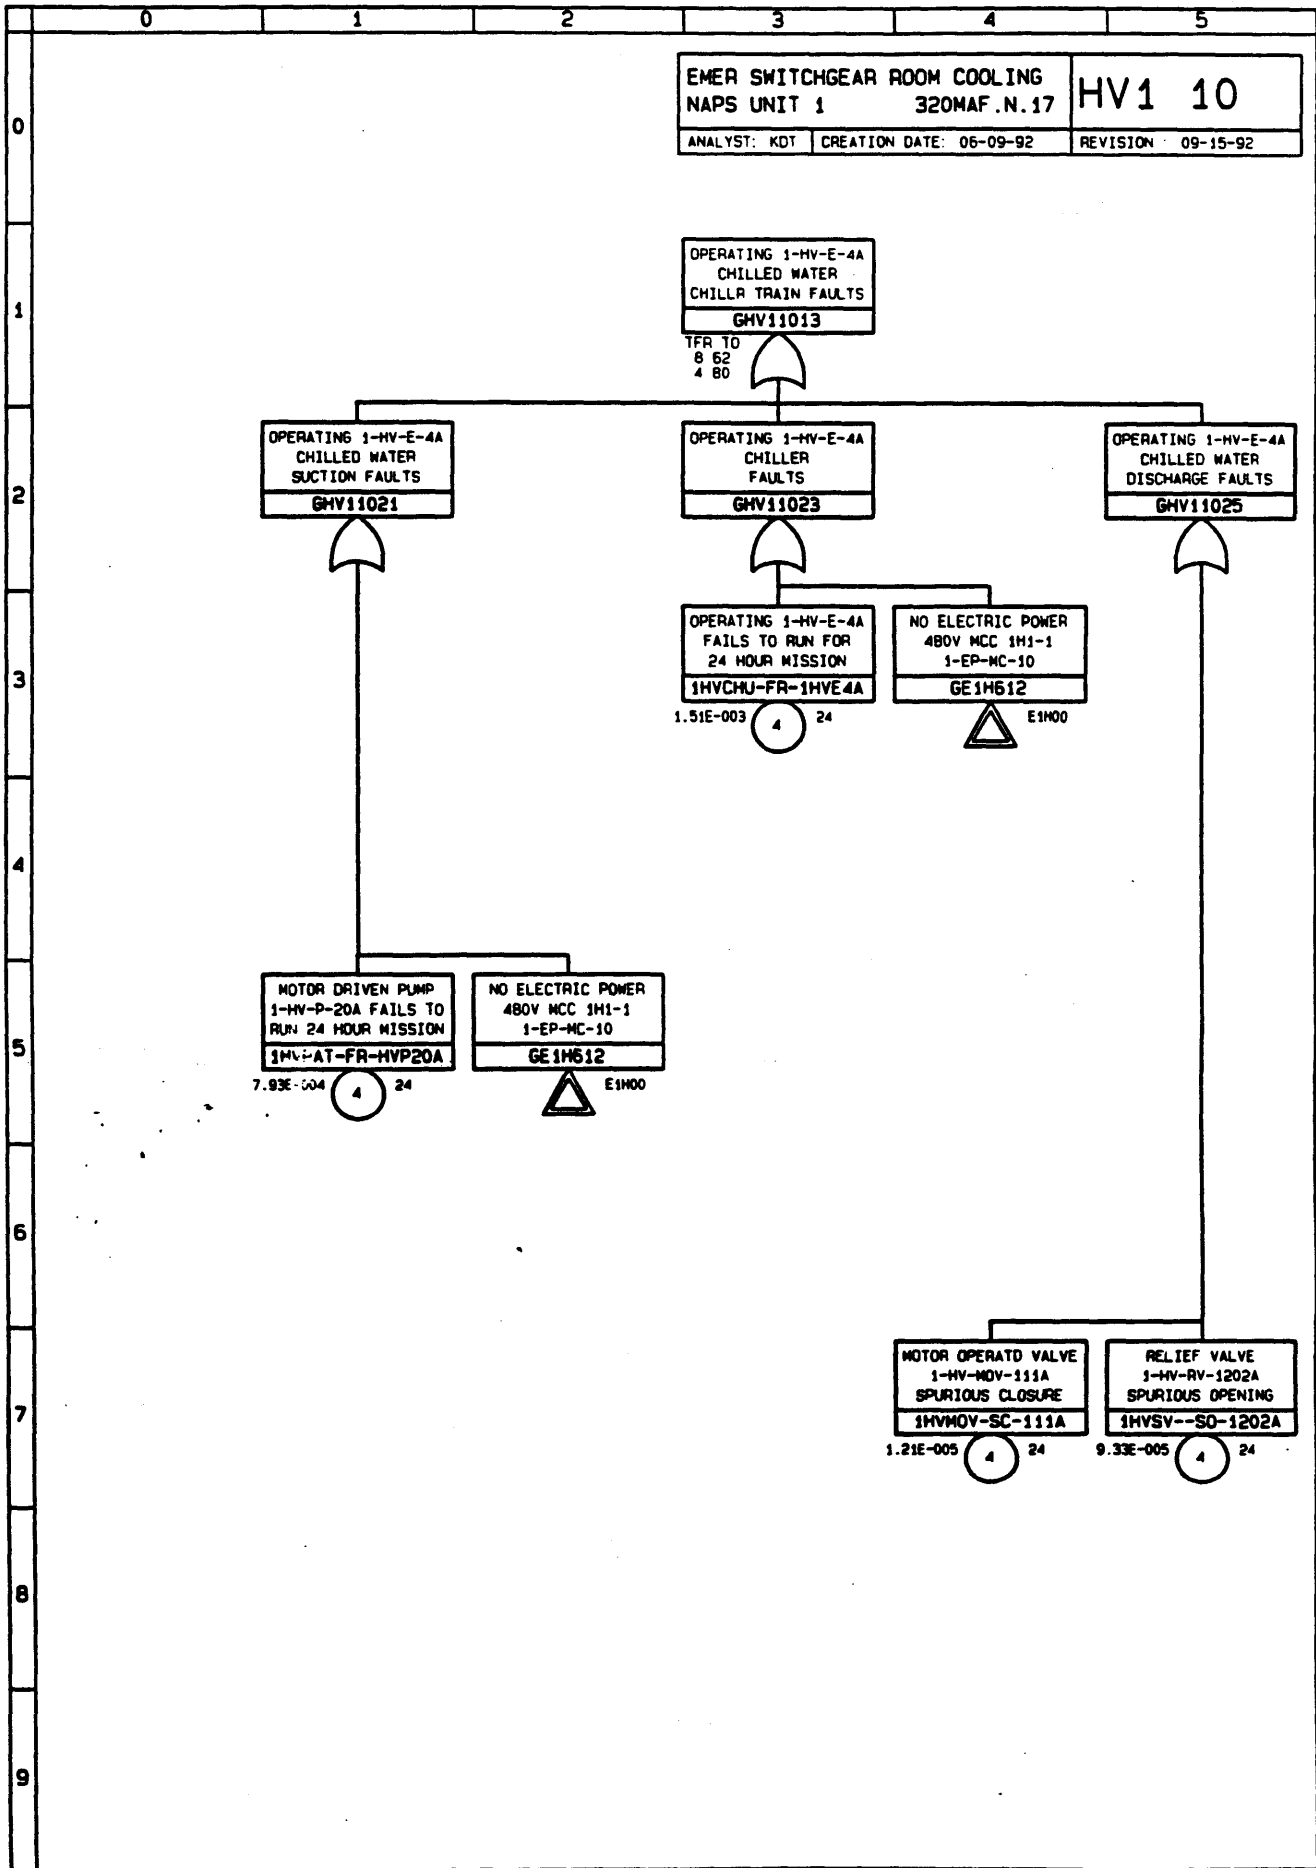 0 1 2 3 4 5
EMER SWITCHGEAR ROOM COOLING
NAPS UNIT 1 320MAF.N.17
HV1 10
ANALYST: KDT CREATION DATE: 06-09-92 REVISION 09-15-92
0
OPERATING 1-HV-E-4A
CHILLED WATER
CHILLR TRAIN FAULTS
GHV11013
1
TFR TO
8 62
4 80
OPERATING 1-HV-E-4A
CHILLED WATER
SUCTION FAULTS
GHV11021
OPERATING 1-HV-E-4A
CHILLER
FAULTS
GHV11023
OPERATING 1-HV-E-4A
CHILLED WATER
DISCHARGE FAULTS
GHV11025
2
OPERATING 1-HV-E-4A
FAILS TO RUN FOR
24 HOUR MISSION
1HVCHU-FR-1HVE4A
1.51E-003 4 24
NO ELECTRIC POWER
480V MCC 1H1-1
1-EP-MC-10
GE1H612
E1H00
3
4
MOTOR DRIVEN PUMP
1-HV-P-20A FAILS TO
RUN 24 HOUR MISSION
1HVPAT-FR-HVP20A
7.93E-004 4 24
NO ELECTRIC POWER
480V MCC 1H1-1
1-EP-MC-10
GE1H612
E1H00
5
6
MOTOR OPERATD VALVE
1-HV-MOV-111A
SPURIOUS CLOSURE
1HVMOV-SC-111A
1.21E-005 4 24
RELIEF VALVE
1-HV-RV-1202A
SPURIOUS OPENING
1HVSV--SO-1202A
9.33E-005 4 24
7
8
9